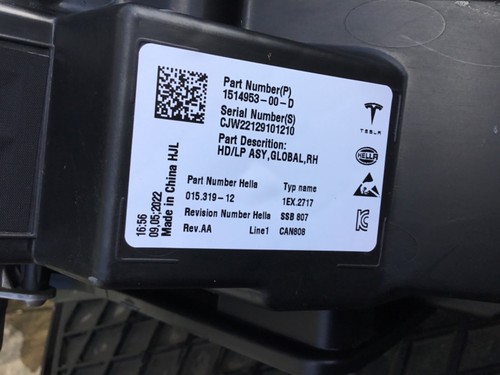 Part Number(P)
1514953-00-D
Serial Number(S)
CJW22129101210
Part Descrition:
HD/LP ASY,GLOBAL,RH
TESLA
HELLA
Part Number Hella Typ name
015.319-12 1EX.2717
Revision Number Hella SSB 807
Rev.AA Line1 CAN808
16:56
09,05;2022
Made in China HJL